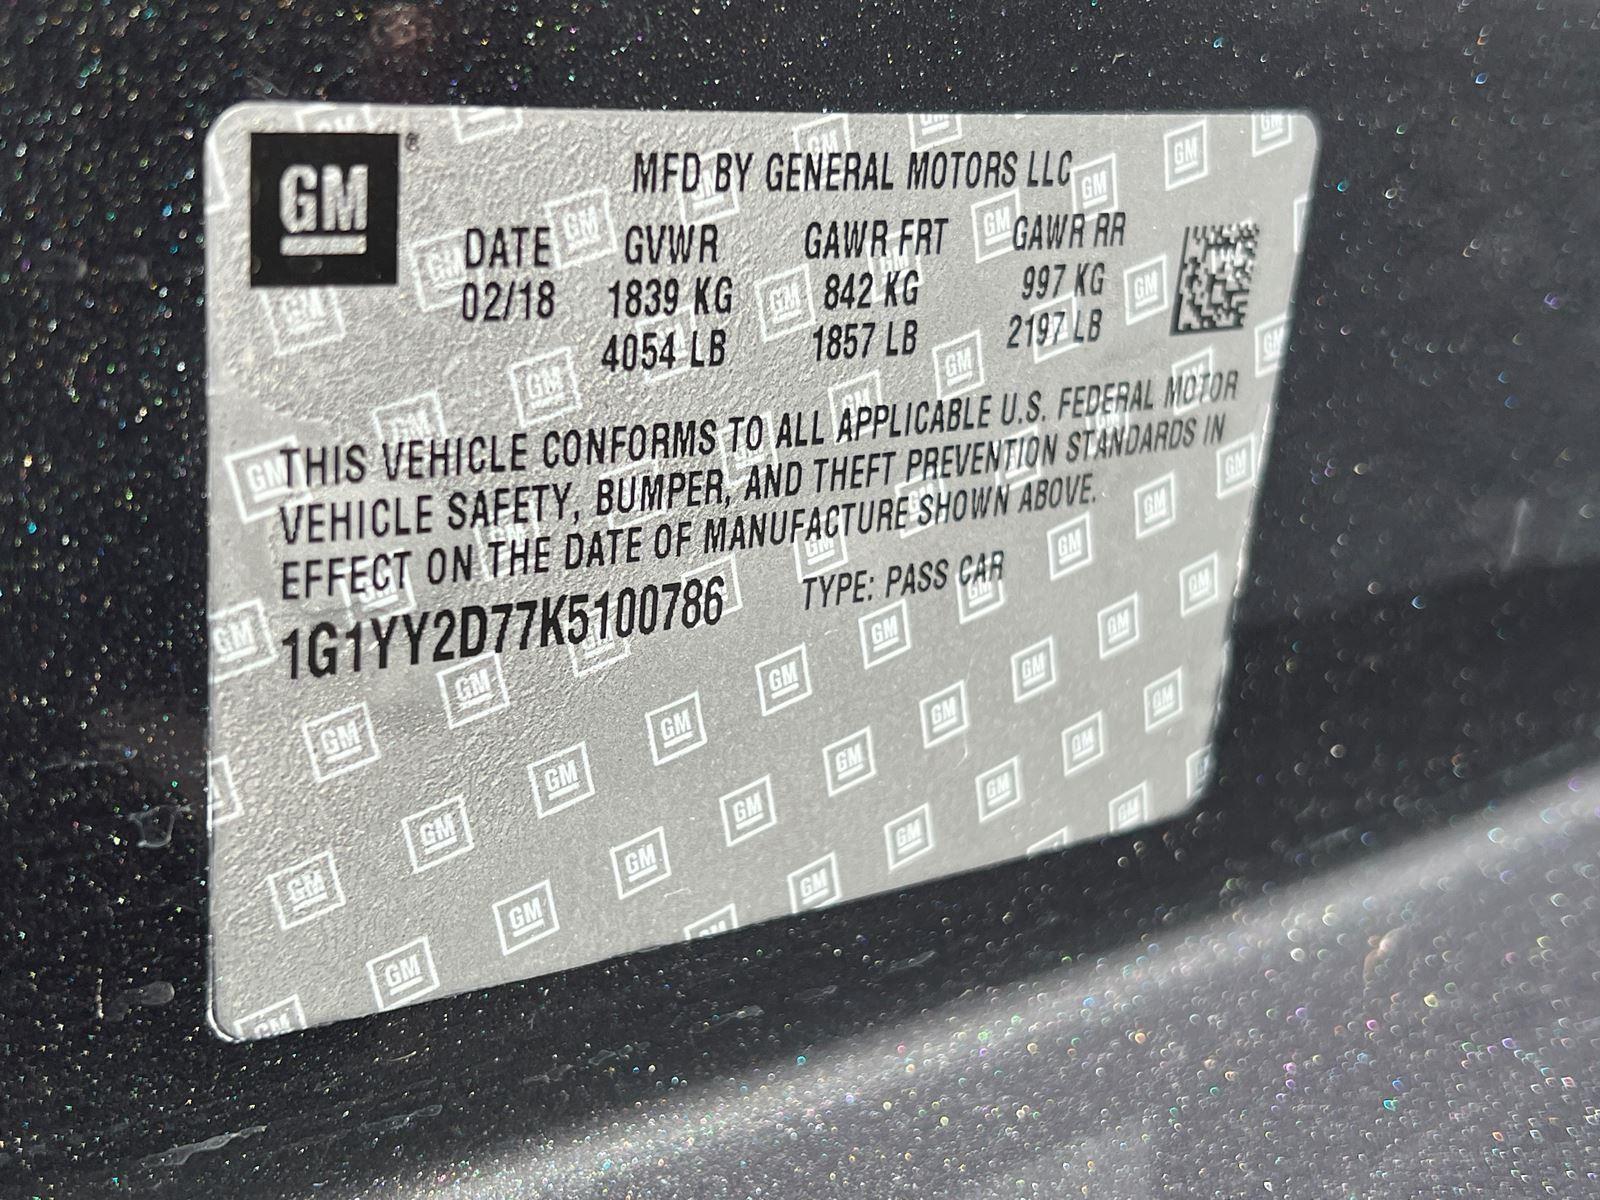 GM
MFD BY GENERAL MOTORS LLC
DATE GVWR GAWR FRT GAWR RR
02/18 1839 KG 842 KG 997 KG
4054 LB 1857 LB 2197 LB
THIS VEHICLE CONFORMS TO ALL APPLICABLE U.S. FEDERAL MOTOR
VEHICLE SAFETY, BUMPER, AND THEFT PREVENTION STANDARDS IN
EFFECT ON THE DATE OF MANUFACTURE SHOWN ABOVE.
1G1YY2D77K5100786 TYPE: PASS CAR